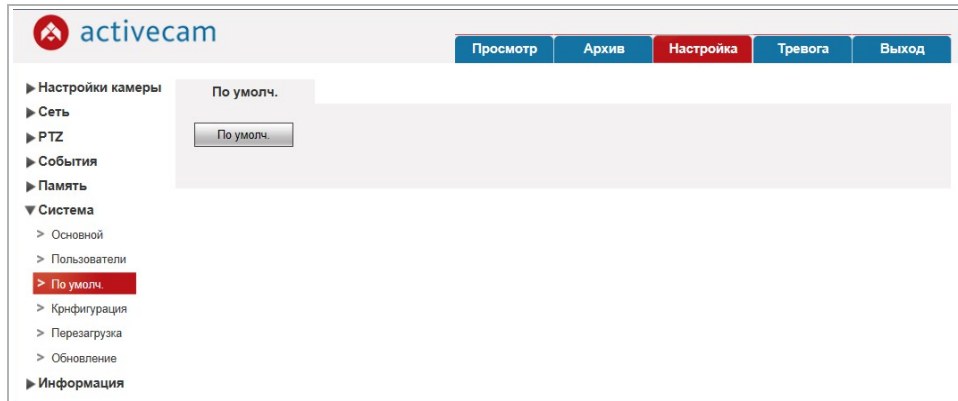 activecam
Просмотр Архив Настройка Тревога Выход
Настройки камеры
Сеть
PTZ
События
Память
Система
> Основной
> Пользователи
> По умолч.
> Крнфигурация
> Перезагрузка
> Обновление
Информация
По умолч.
По умолч.